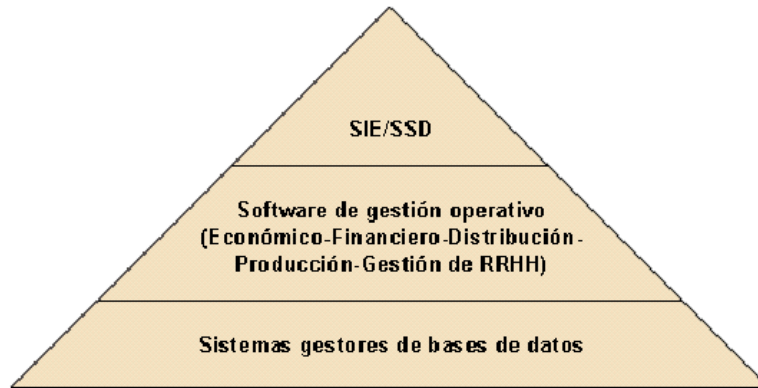 SIE/SSD
Software de gestión operativo
(Económico-Financiero-Distribución-
Producción-Gestión de RRHH)
Sistemas gestores de bases de datos